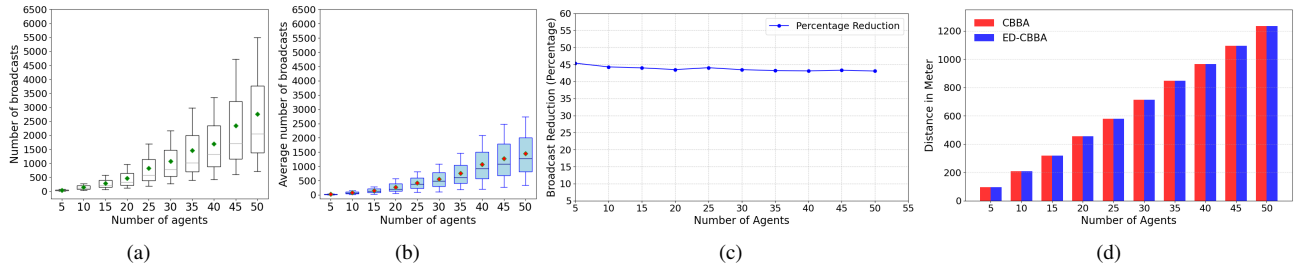 6500
6000
5500
5000
4500
4000
3500
3000
2500
2000
1500
1000
500
0
Number of broadcasts
5 10 15 20 25 30 35 40 45 50
Number of agents
(a)
6500
6000
5500
5000
4500
4000
3500
3000
2500
2000
1500
1000
500
0
Average number of broadcasts
5 10 15 20 25 30 35 40 45 50
Number of agents
(b)
60
55
50
45
40
35
30
25
20
15
10
5
Broadcast Reduction (Percentage)
Percentage Reduction
5 10 15 20 25 30 35 40 45 50 55
Number of Agents
(c)
1200
1000
800
600
400
200
0
Distance in Meter
CBBA
ED-CBBA
5 10 15 20 25 30 35 40 45 50
Number of Agents
(d)